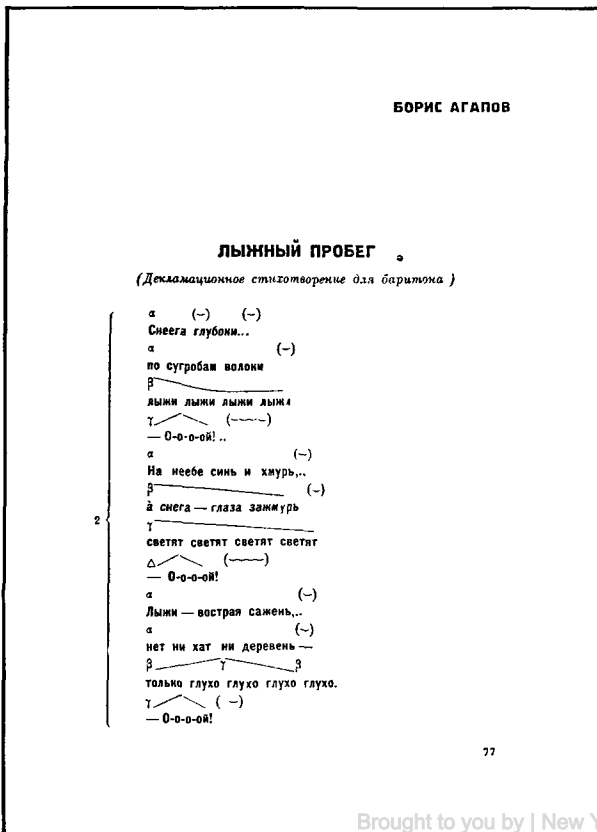 БОРИС АГАПОВ
ЛЫЖНЫЙ ПРОБЕГ
(Декламационное стихотворение для баритона)
α (–) (–)
Снеега глубоки...
α (–)
по сугробам волоки
β
лыжи лыжи лыжи лыжи
γ (–––)
— О-о-о-ой!..
α (–)
На неебе синь и хмурь,..
β (–)
à снега — глаза зажмурь
2
γ
светят светят светят светят
△ (–––)
— О-о-о-ой!
α (–)
Лыжи — вострая сажень,..
α (–)
нет ни хат ни деревень —
β γ β
только глухо глухо глухо глухо.
γ ( –)
— О-о-о-ой!
77
Brought to you by | New Y